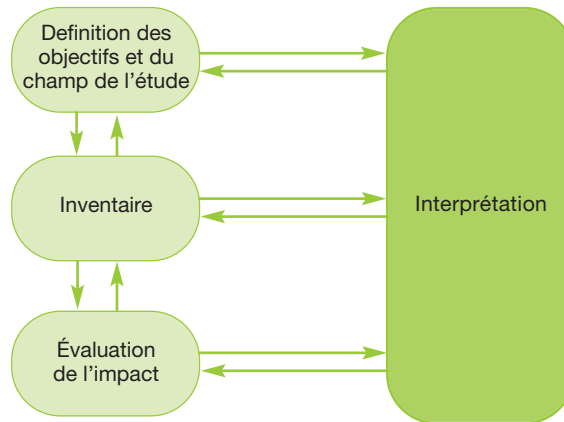 Definition des
objectifs et du
champ de l’étude
Inventaire
Interprétation
Évaluation
de l’impact